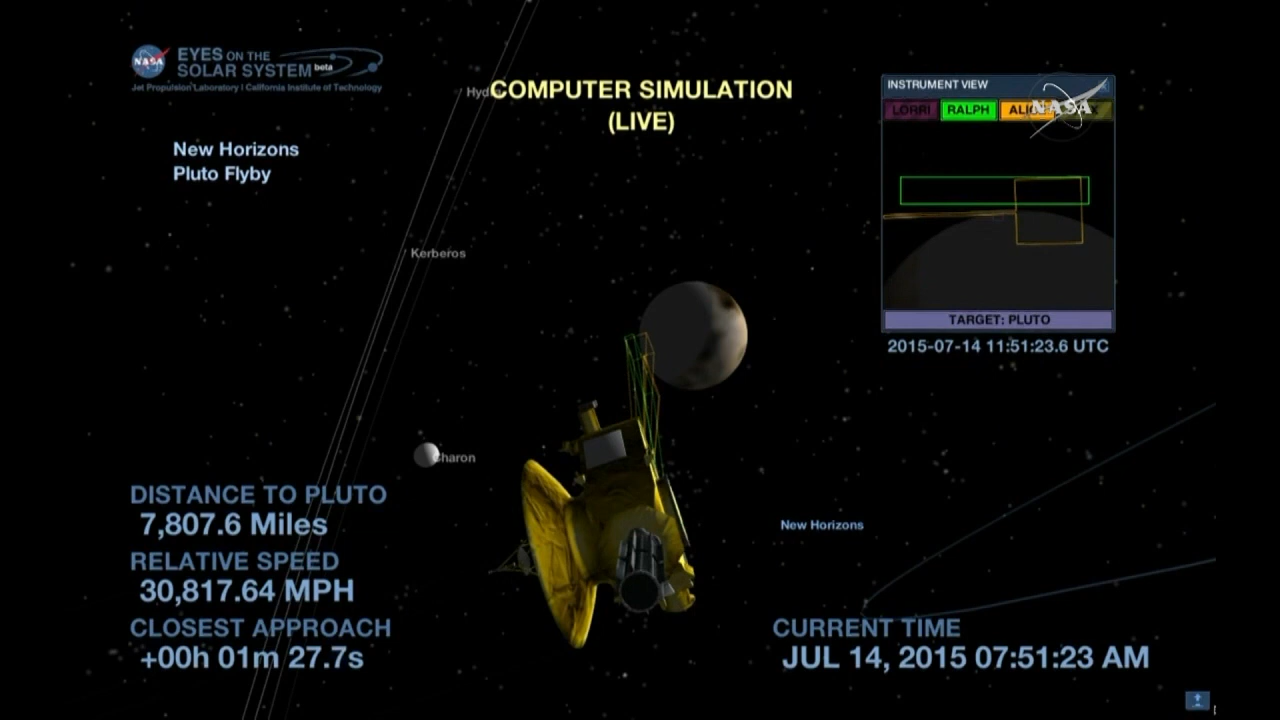 NASA
EYES ON THE
SOLAR SYSTEM beta
Jet Propulsion Laboratory | California Institute of Technology
COMPUTER SIMULATION
(LIVE)
New Horizons
Pluto Flyby
INSTRUMENT VIEW
LORRI RALPH
NASA
TARGET: PLUTO
2015-07-14 11:51:23.6 UTC
Kerberos
Charon
New Horizons
DISTANCE TO PLUTO
7,807.6 Miles
RELATIVE SPEED
30,817.64 MPH
CLOSEST APPROACH
+00h 01m 27.7s
CURRENT TIME
JUL 14, 2015 07:51:23 AM